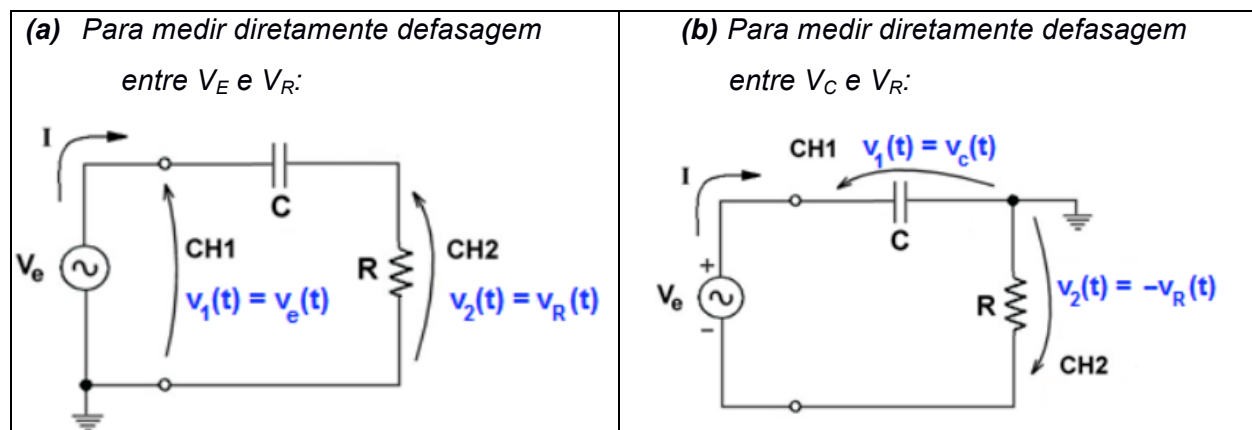 (a) Para medir diretamente defasagem
entre VE e VR:
I
C
Ve
CH1
v1(t) = ve(t)
R
CH2
v2(t) = vR(t)
(b) Para medir diretamente defasagem
entre VC e VR:
CH1 v1(t) = vc(t)
I
C
+
Ve
−
R
v2(t) = −vR(t)
CH2